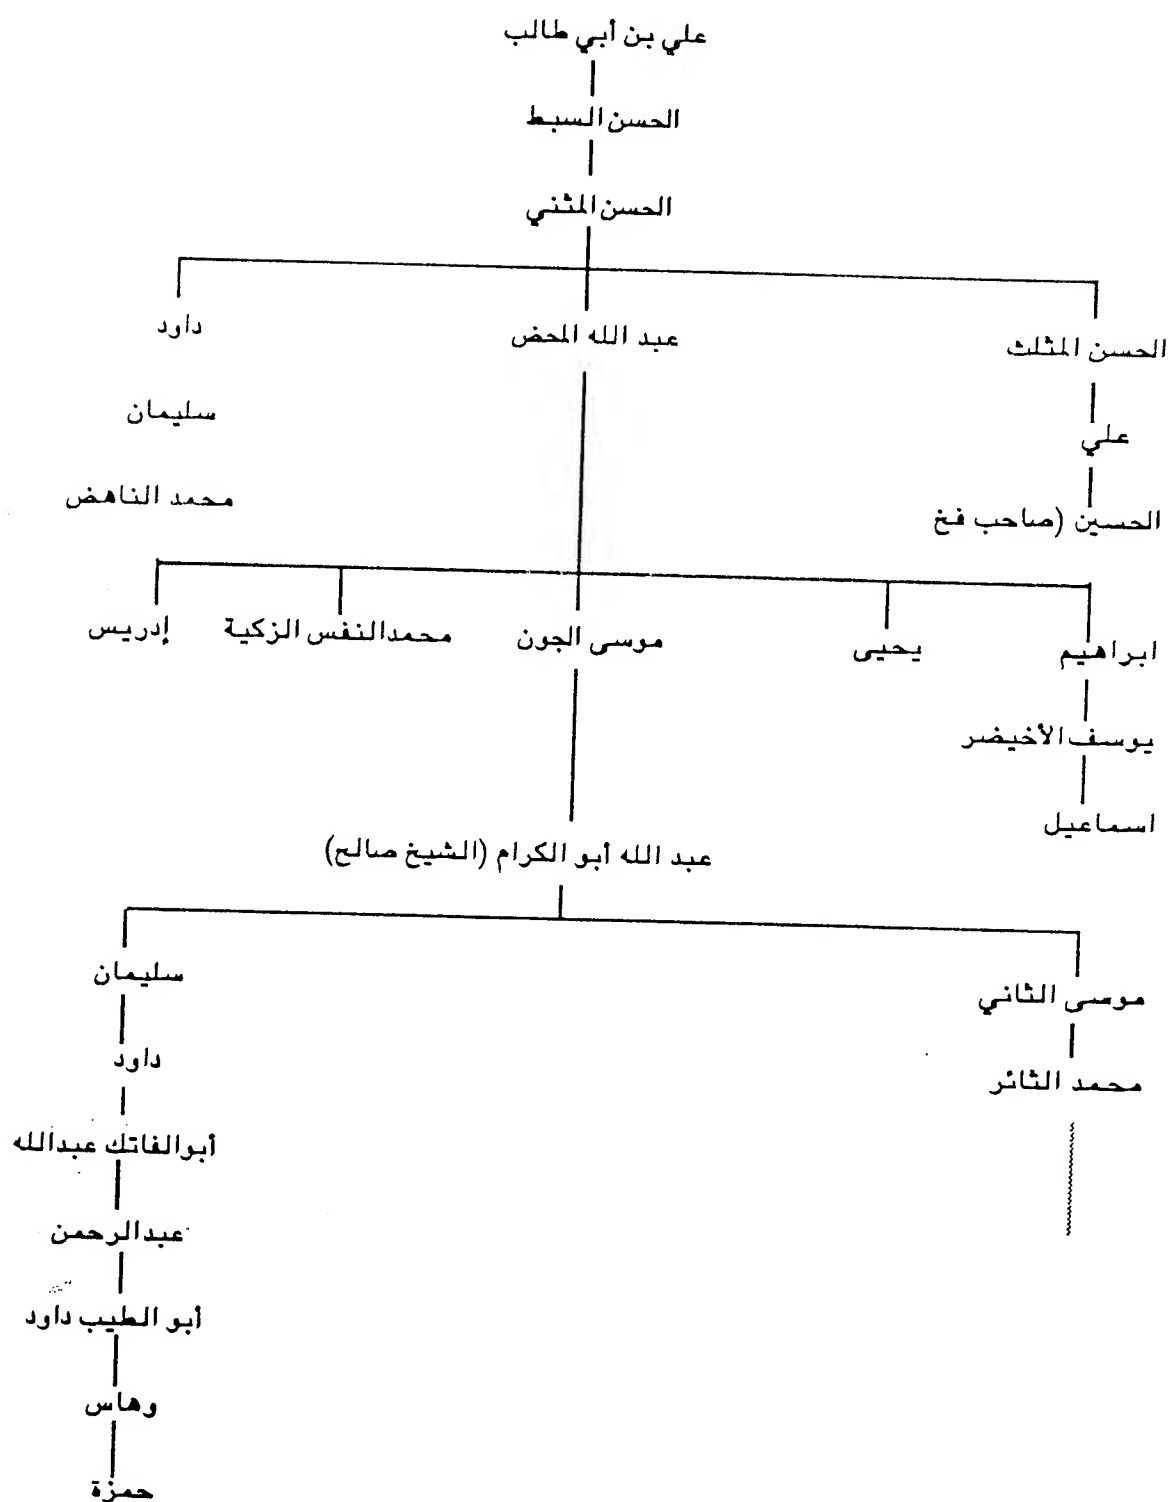 علي بن أبي طالب
الحسن السبط
الحسن المثني
الحسن المثلث
عبد الله المحض
داود
علي
سليمان
الحسين (صاحب فخ
محمد الناهض
ابراهيم
يحيى
موسى الجون
محمدالنفس الزكية
إدريس
يوسف الأخيضر
اسماعيل
عبد الله أبو الكرام (الشيخ صالح)
موسى الثاني
سليمان
محمد الثائر
داود
أبوالفاتك عبدالله
عبدالرحمن
أبو الطيب داود
وهاس
حمزة